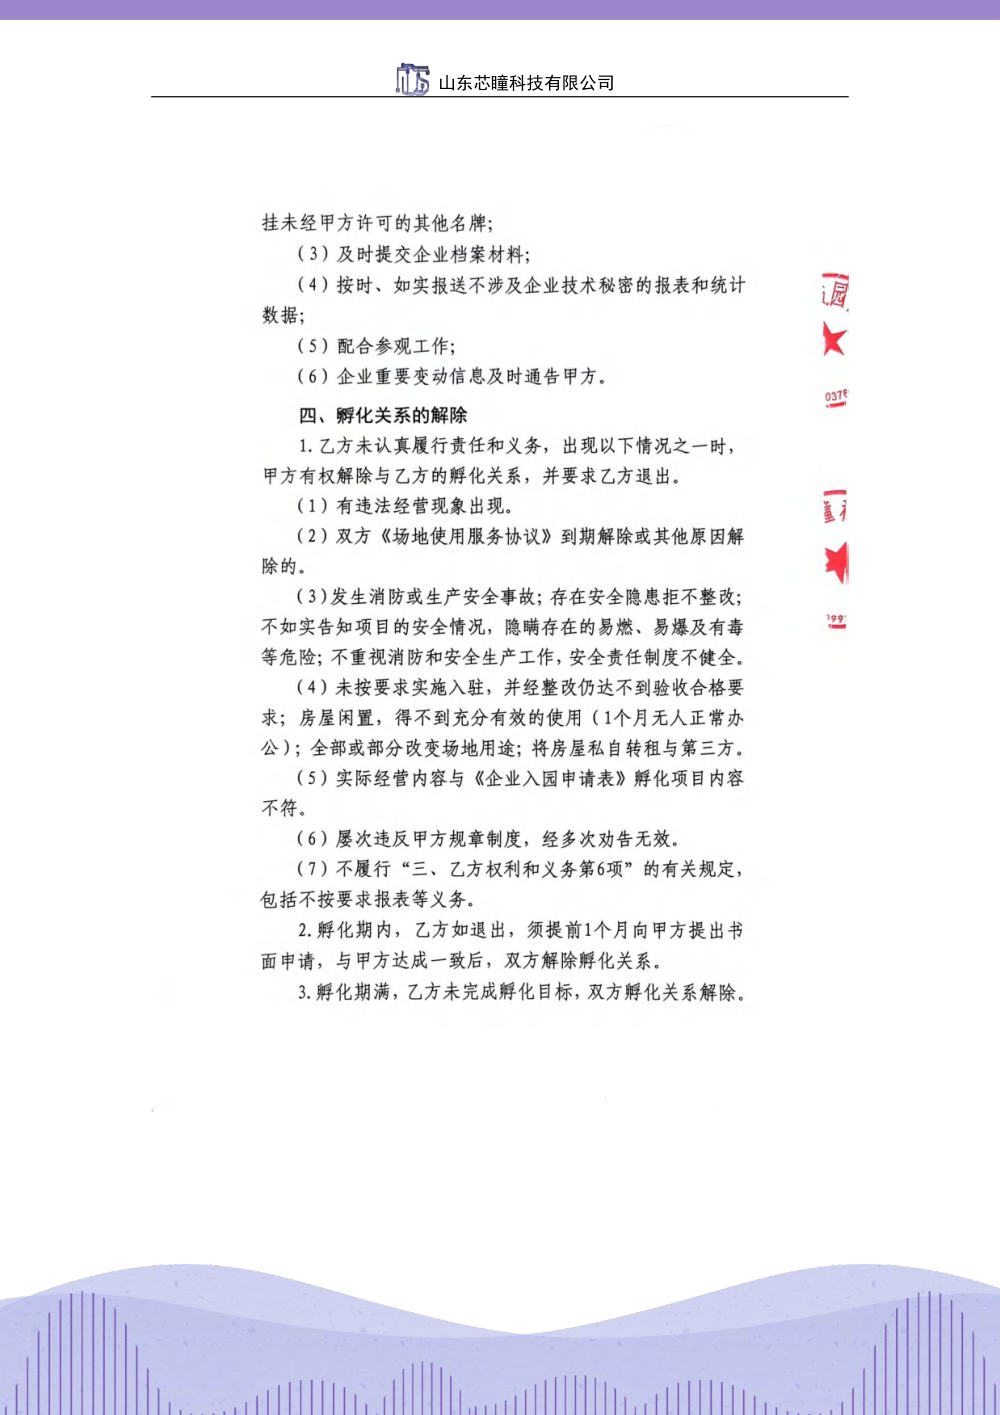 山东芯瞳科技有限公司
挂未经甲方许可的其他名牌；
（3）及时提交企业档案材料；
（4）按时、如实报送不涉及企业技术秘密的报表和统计
数据；
（5）配合参观工作；
（6）企业重要变动信息及时通告甲方。
四、孵化关系的解除
1.乙方未认真履行责任和义务，出现以下情况之一时，
甲方有权解除与乙方的孵化关系，并要求乙方退出。
（1）有违法经营现象出现。
（2）双方《场地使用服务协议》到期解除或其他原因解
除的。
（3)发生消防或生产安全事故；存在安全隐患拒不整改；
不如实告知项目的安全情况，隐瞒存在的易燃、易爆及有毒
等危险；不重视消防和安全生产工作，安全责任制度不健全。
（4）未按要求实施入驻，并经整改仍达不到验收合格要
求；房屋闲置，得不到充分有效的使用（1个月无人正常办
公）；全部或部分改变场地用途；将房屋私自转租与第三方。
（5）实际经营内容与《企业入园申请表》孵化项目内容
不符。
（6）屡次违反甲方规章制度，经多次劝告无效。
（7）不履行“三、乙方权利和义务第6项”的有关规定，
包括不按要求报表等义务。
2.孵化期内，乙方如退出，须提前1个月向甲方提出书
面申请，与甲方达成一致后，双方解除孵化关系。
3.孵化期满，乙方未完成孵化目标，双方孵化关系解除。
园
0378
瞳
99